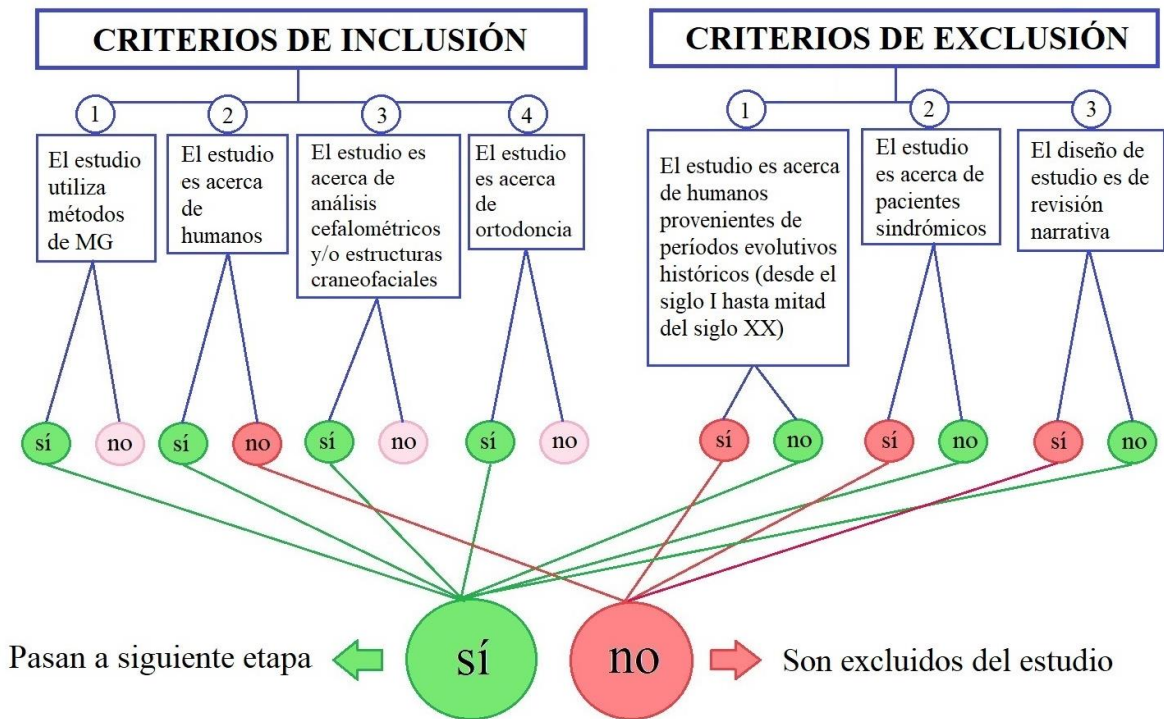 CRITERIOS DE INCLUSIÓN
1
El estudio
utiliza
métodos
de MG
2
El estudio
es acerca
de
humanos
3
El estudio es
acerca de
análisis
cefalométricos
y/o estructuras
craneofaciales
4
El estudio
es acerca
de
ortodoncia
sí
no
sí
no
sí
no
sí
no
CRITERIOS DE EXCLUSIÓN
1
El estudio es acerca
de humanos
provenientes de
períodos evolutivos
históricos (desde el
siglo I hasta mitad
del siglo XX)
2
El estudio
es acerca de
pacientes
sindrómicos
3
El diseño de
estudio es de
revisión
narrativa
sí
no
sí
no
sí
no
Pasan a siguiente etapa
sí
no
Son excluidos del estudio